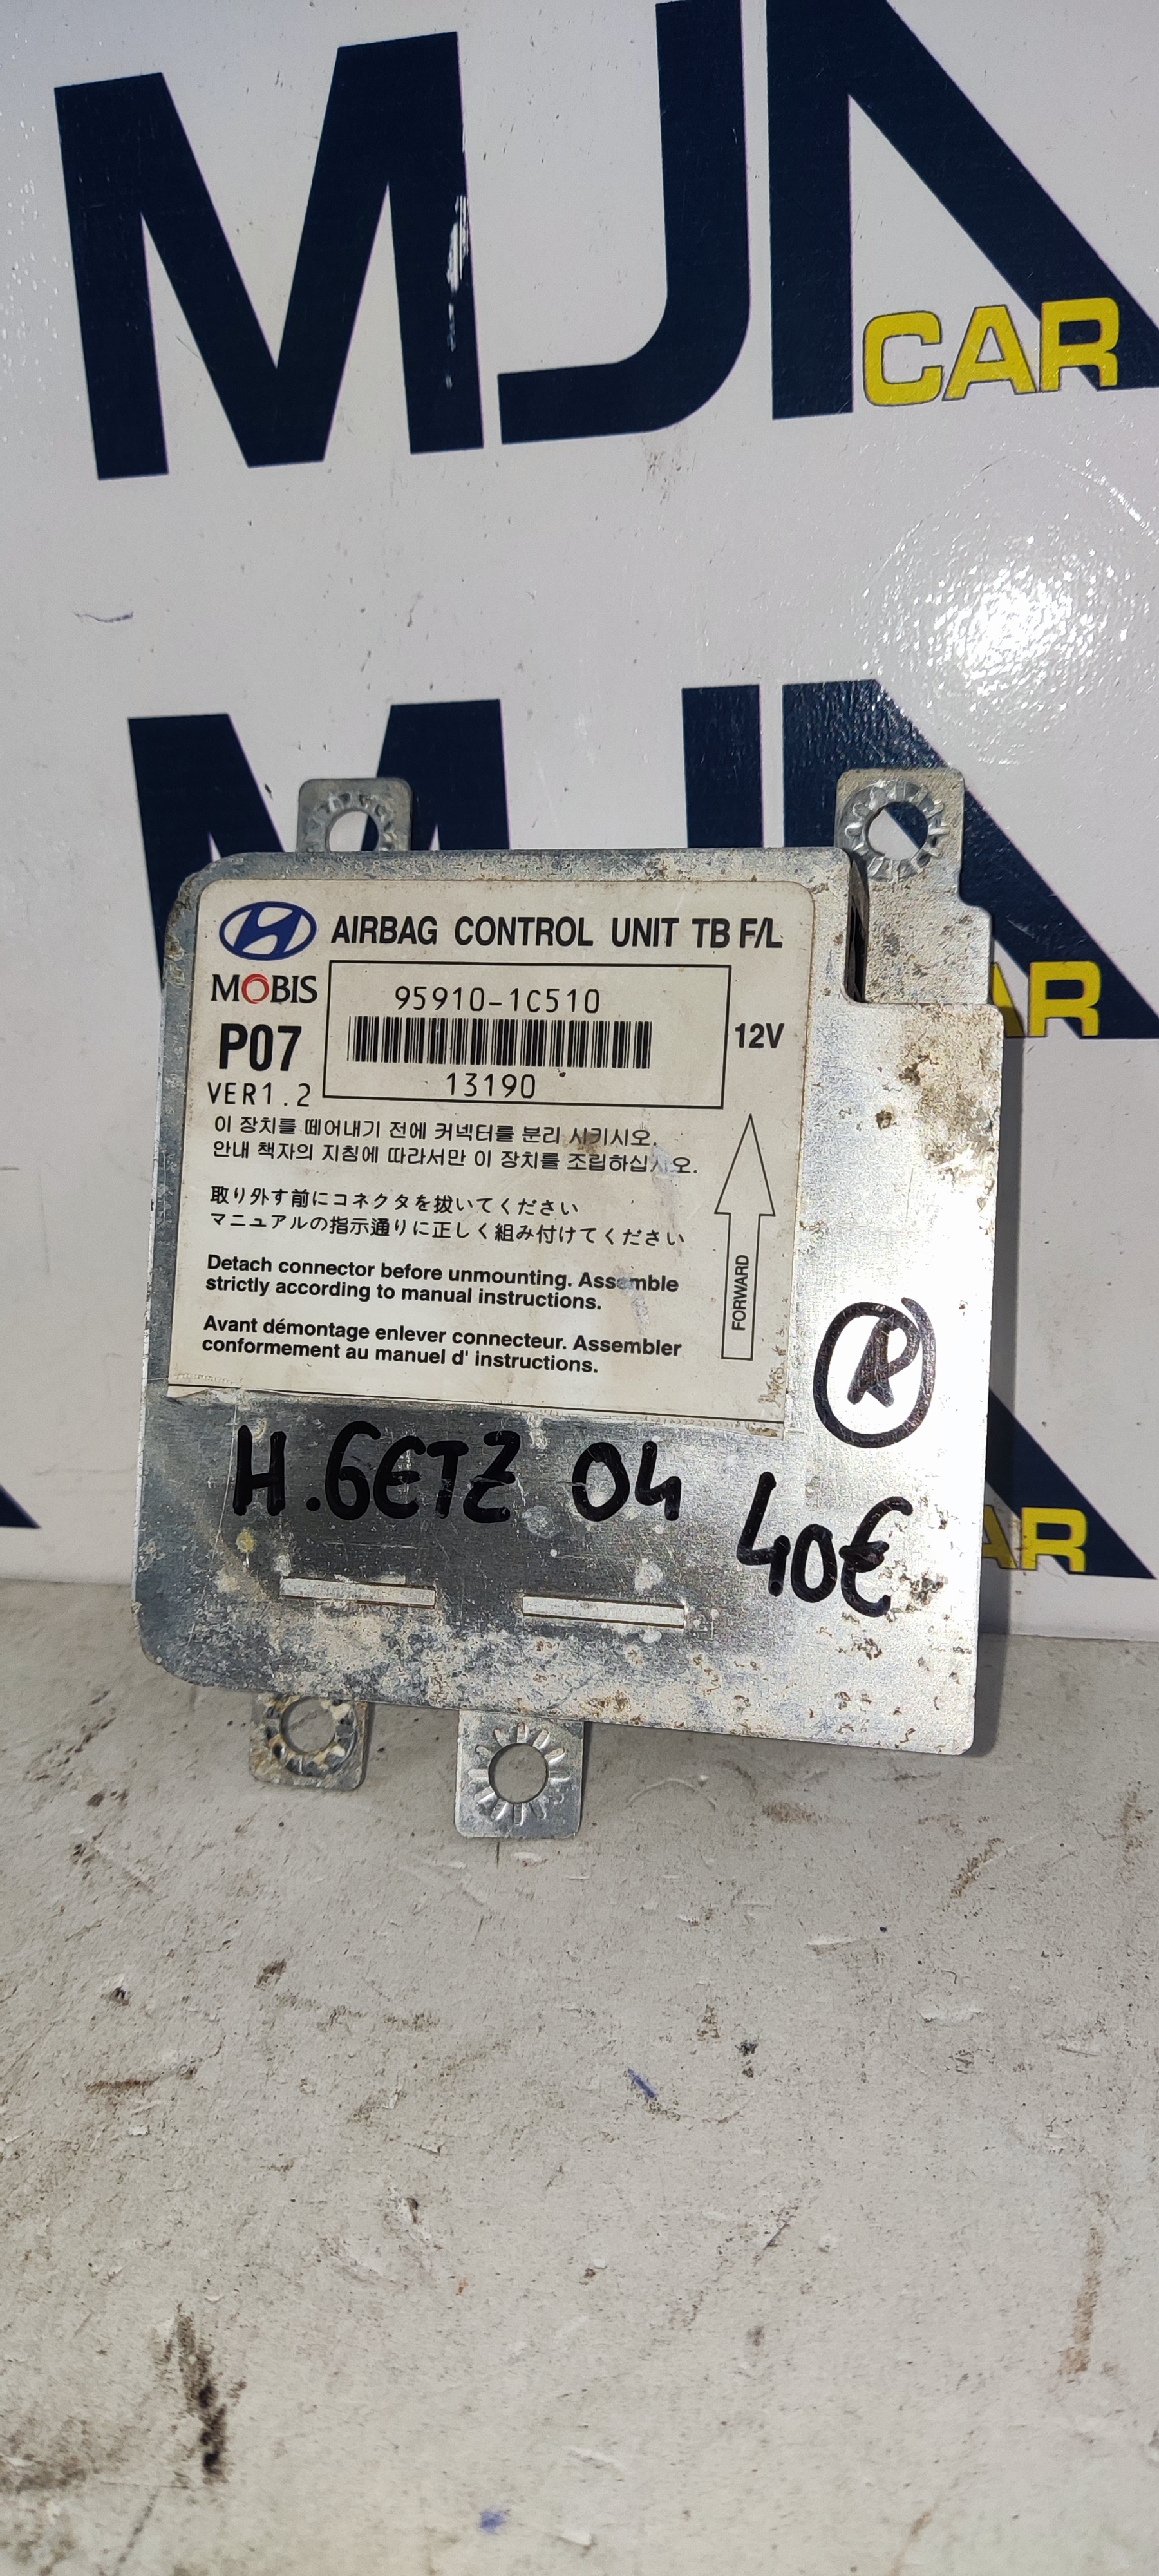 MJA
CAR
MJA
CAR
AIRBAG CONTROL UNIT TB F/L
MOBIS
95910-1C510
P07
12V
VER1.2
13190
이 장치를 떼어내기 전에 커넥터를 분리 시키시오.
안내 책자의 지침에 따라서만 이 장치를 조립하십시오.
取り外す前にコネクタを抜いてください
マニュアルの指示通りに正しく組み付けてください
Detach connector before unmounting. Assemble
strictly according to manual instructions.
Avant démontage enlever connecteur. Assembler
conformement au manuel d' instructions.
FORWARD
H.GETZ 04
40€
AR